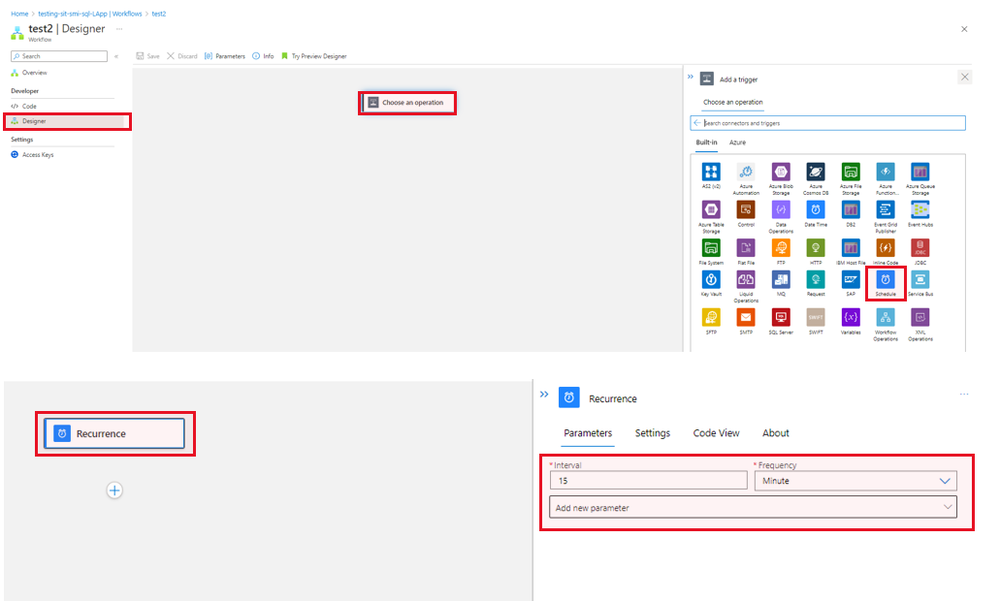 Home > testing-sit-smi-sql-LApp | Workflows > test2
test2 | Designer ...
Workflow
Search «
Overview
Developer
</> Code
Designer
Settings
Access Keys
Save Discard Parameters Info Try Preview Designer
Choose an operation
Add a trigger
Choose an operation
Search connectors and triggers
Built-in Azure
AS2 (v2) Azure Automation Azure Blob Storage Azure Cosmos DB Azure File Storage Azure Function... Azure Queue Storage
Azure Table Storage Control Data Operations Date Time DB2 Event Grid Publisher Event Hubs
File System Flat File FTP HTTP IBM Host File Inline Code JDBC
Key Vault Liquid Operations MQ Request SAP Schedule Service Bus
SFTP SMTP SQL Server SWIFT Variables Workflow Operations XML Operations
Recurrence
Recurrence ...
Parameters Settings Code View About
* Interval * Frequency
15 Minute
Add new parameter